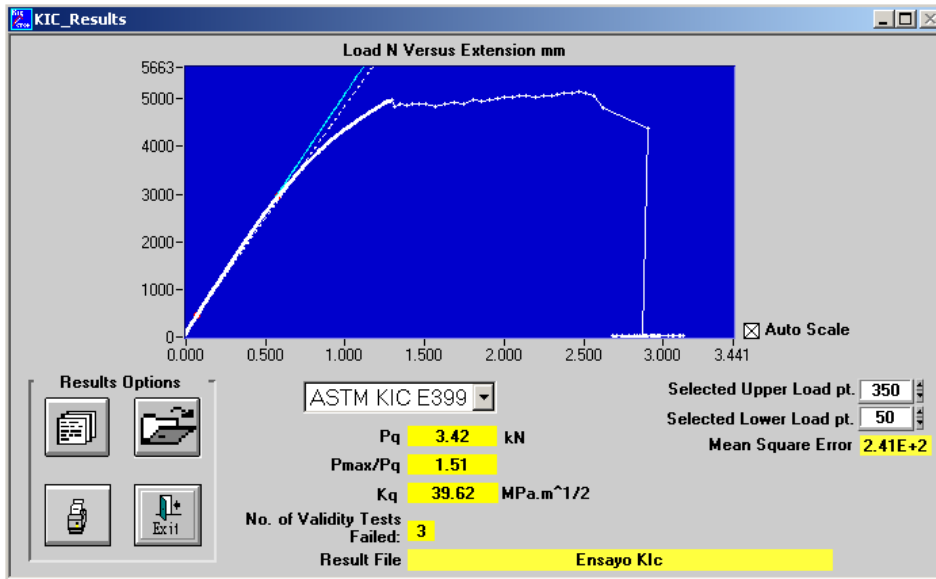 KIC_Results
Load N Versus Extension mm
5663
5000
4000
3000
2000
1000
0
0.000 0.500 1.000 1.500 2.000 2.500 3.000 3.441
Auto Scale
Results Options
Exit
ASTM KIC E399
Pq 3.42 kN
Pmax/Pq 1.51
Kq 39.62 MPa.m^1/2
No. of Validity Tests
Failed: 3
Result File Ensayo KIc
Selected Upper Load pt. 350
Selected Lower Load pt. 50
Mean Square Error 2.41E+2